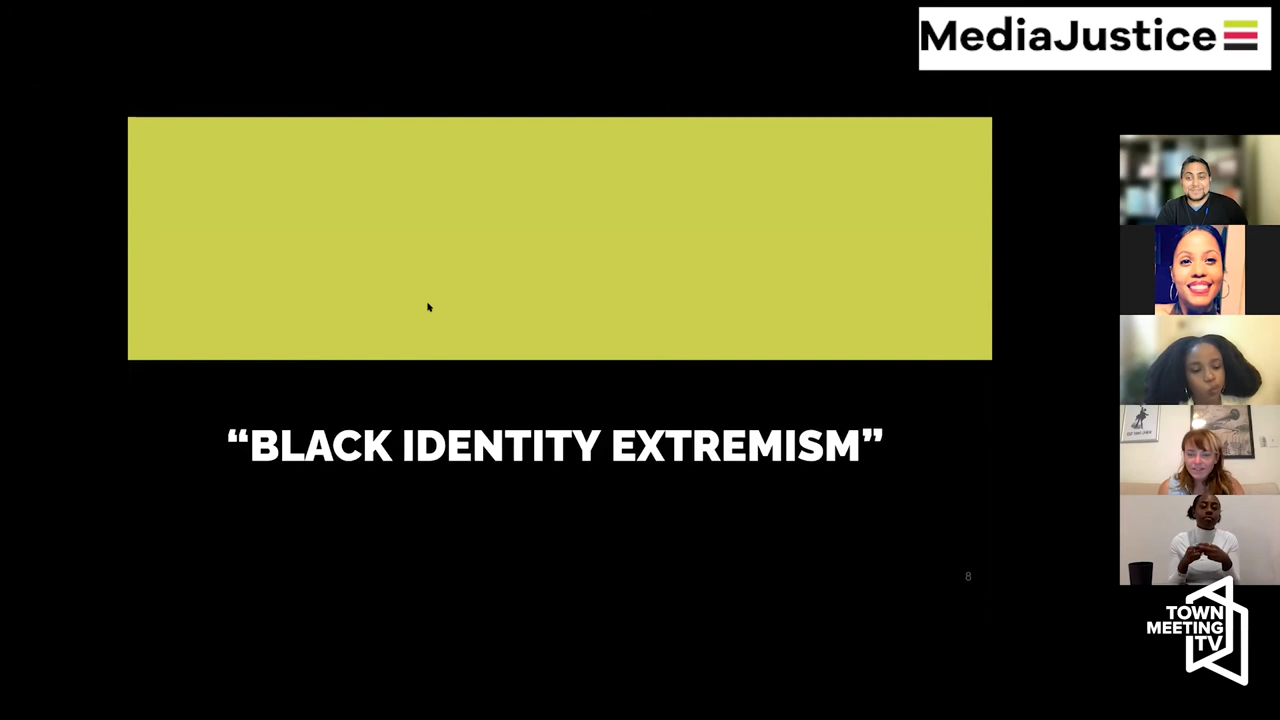 MediaJustice
“BLACK IDENTITY EXTREMISM”
8
TOWN
MEETING
TV